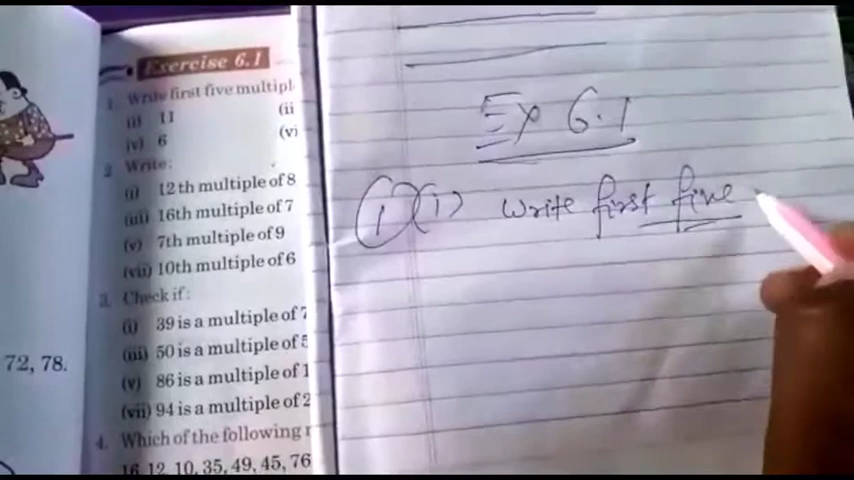 Exercise 6.1
1 Write first five multipl
(i) 11
(ii
(v) 6
(vi
2 Write:
(i) 12th multiple of 8
(iii) 16th multiple of 7
(v) 7th multiple of 9
(vii) 10th multiple of 6
3. Check if:
(i) 39 is a multiple of 7
(iii) 50 is a multiple of 5
(v) 86 is a multiple of 1
(vii) 94 is a multiple of 2
4. Which of the following
16, 12, 10, 35, 49, 45, 76
72, 78.
Ex 6.1
1 (i) Write first five